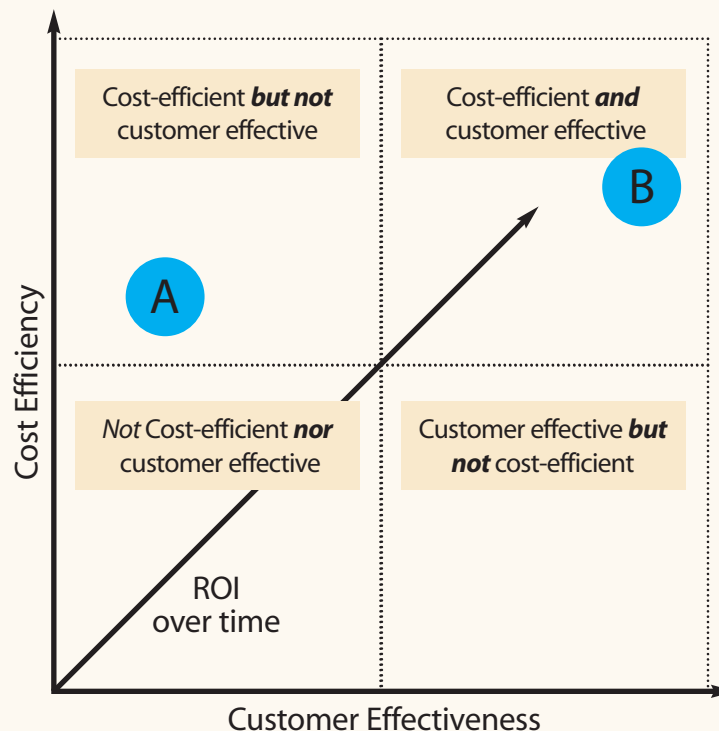 Cost-efficient but not
customer effective
Cost-efficient and
customer effective
B
A
Cost Efficiency
Not Cost-efficient nor
customer effective
Customer effective but
not cost-efficient
ROI
over time
Customer Effectiveness